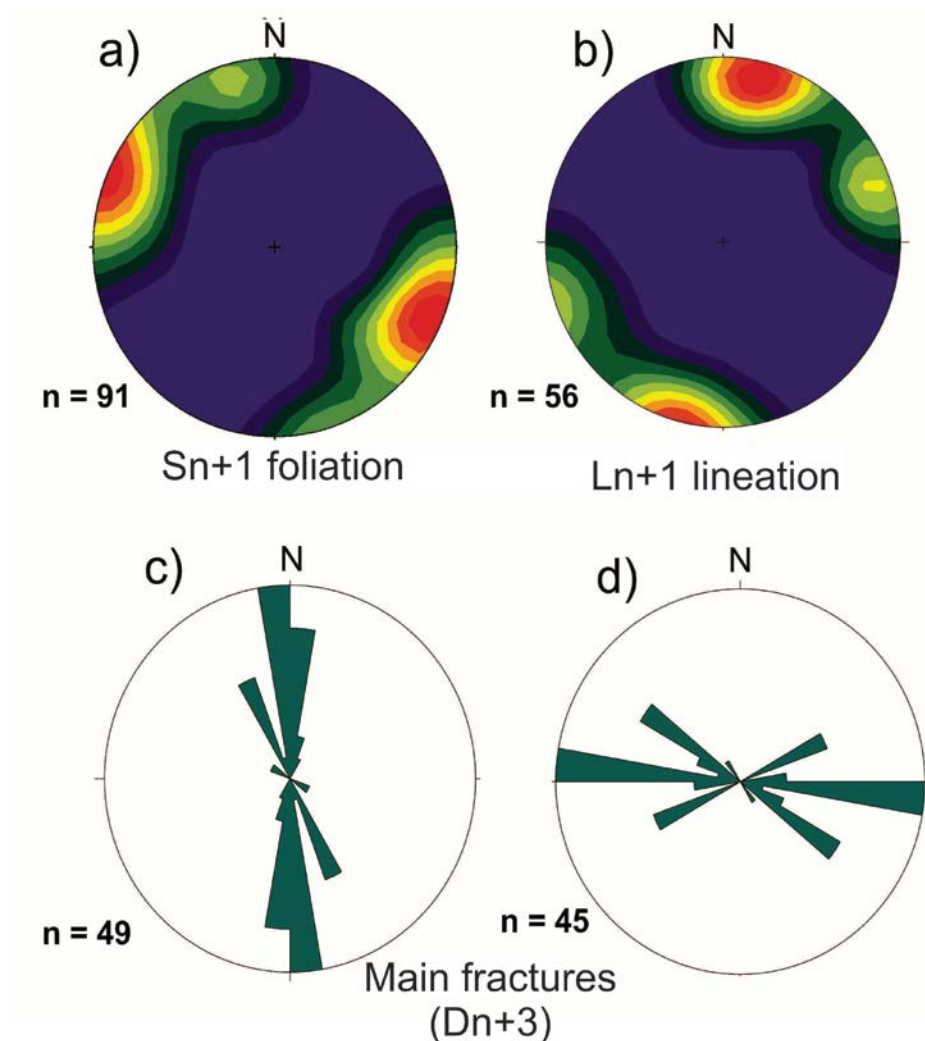 a)
N
b)
N
n = 91
n = 56
Sn+1 foliation
Ln+1 lineation
c)
N
d)
N
n = 49
n = 45
Main fractures
(Dn+3)